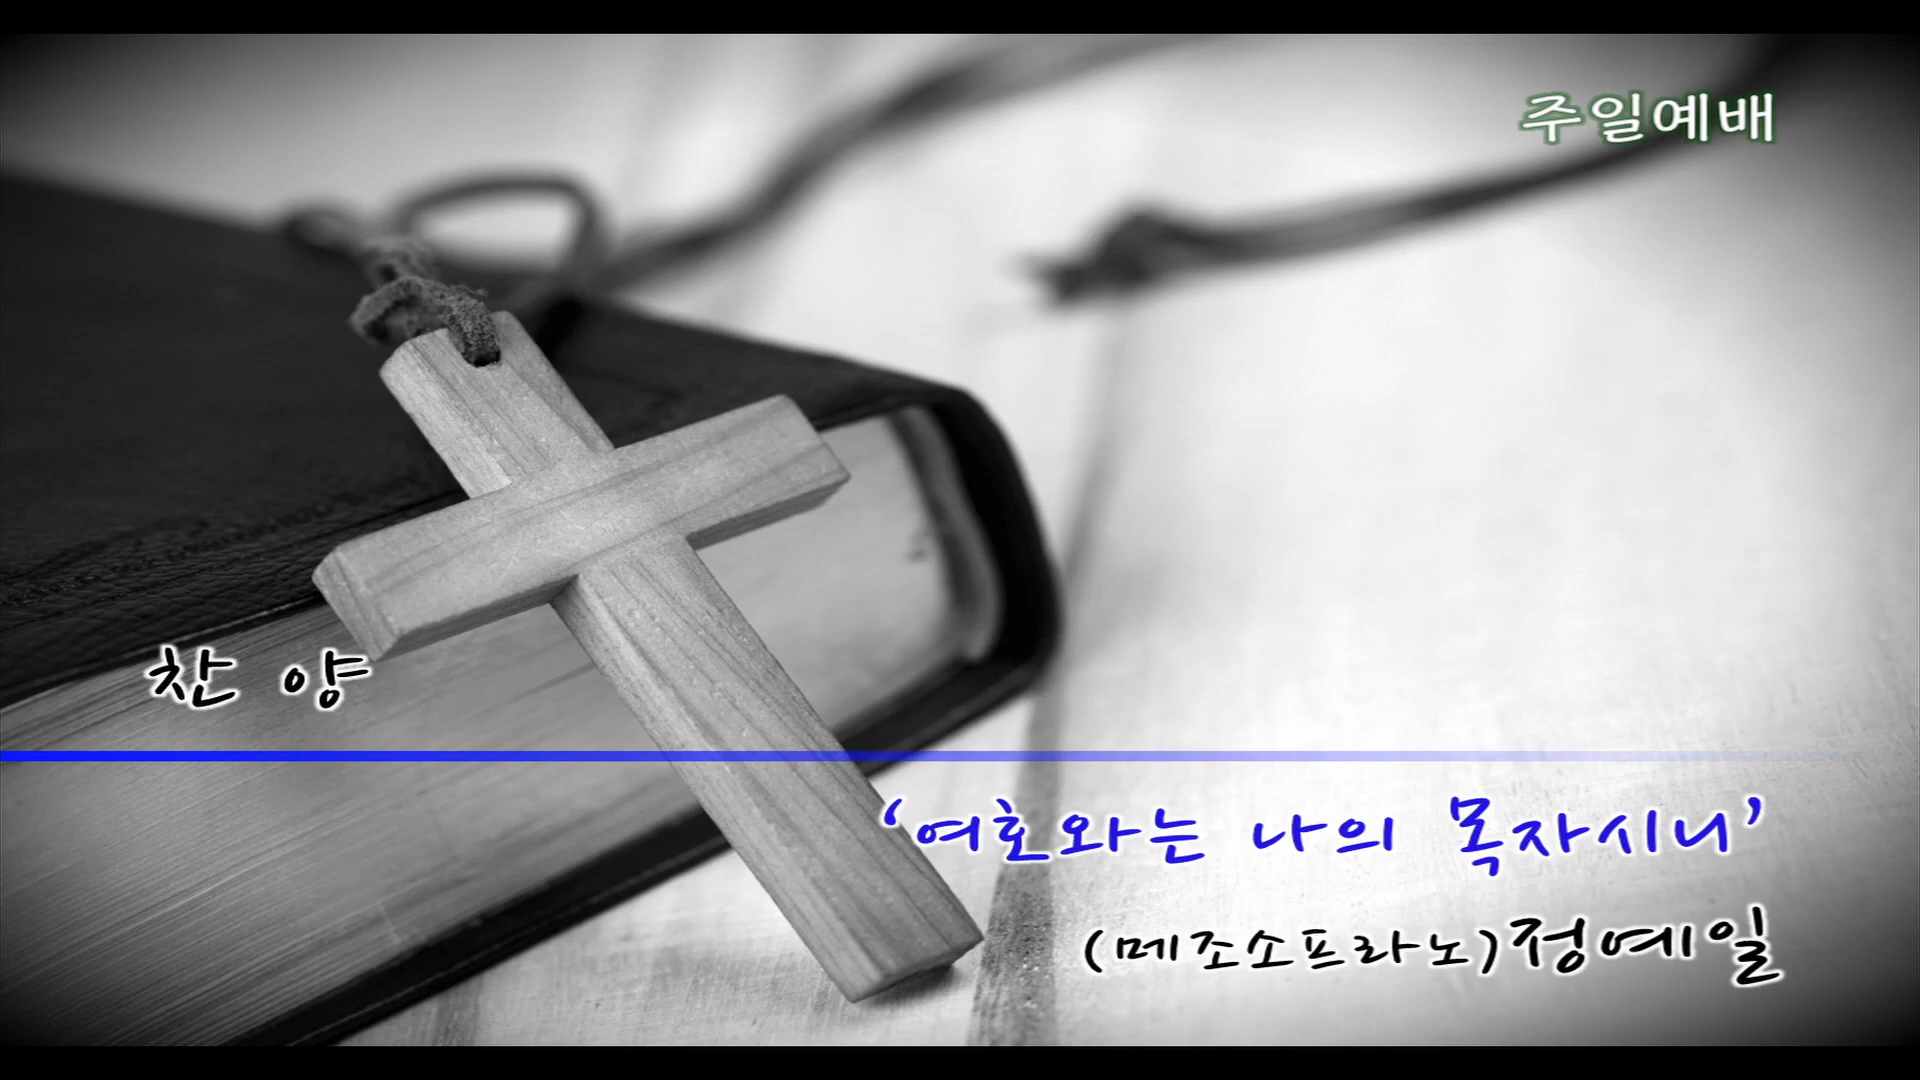 주일예배
찬 양
‘여호와는 나의 목자시니’
(메조소프라노)정예일